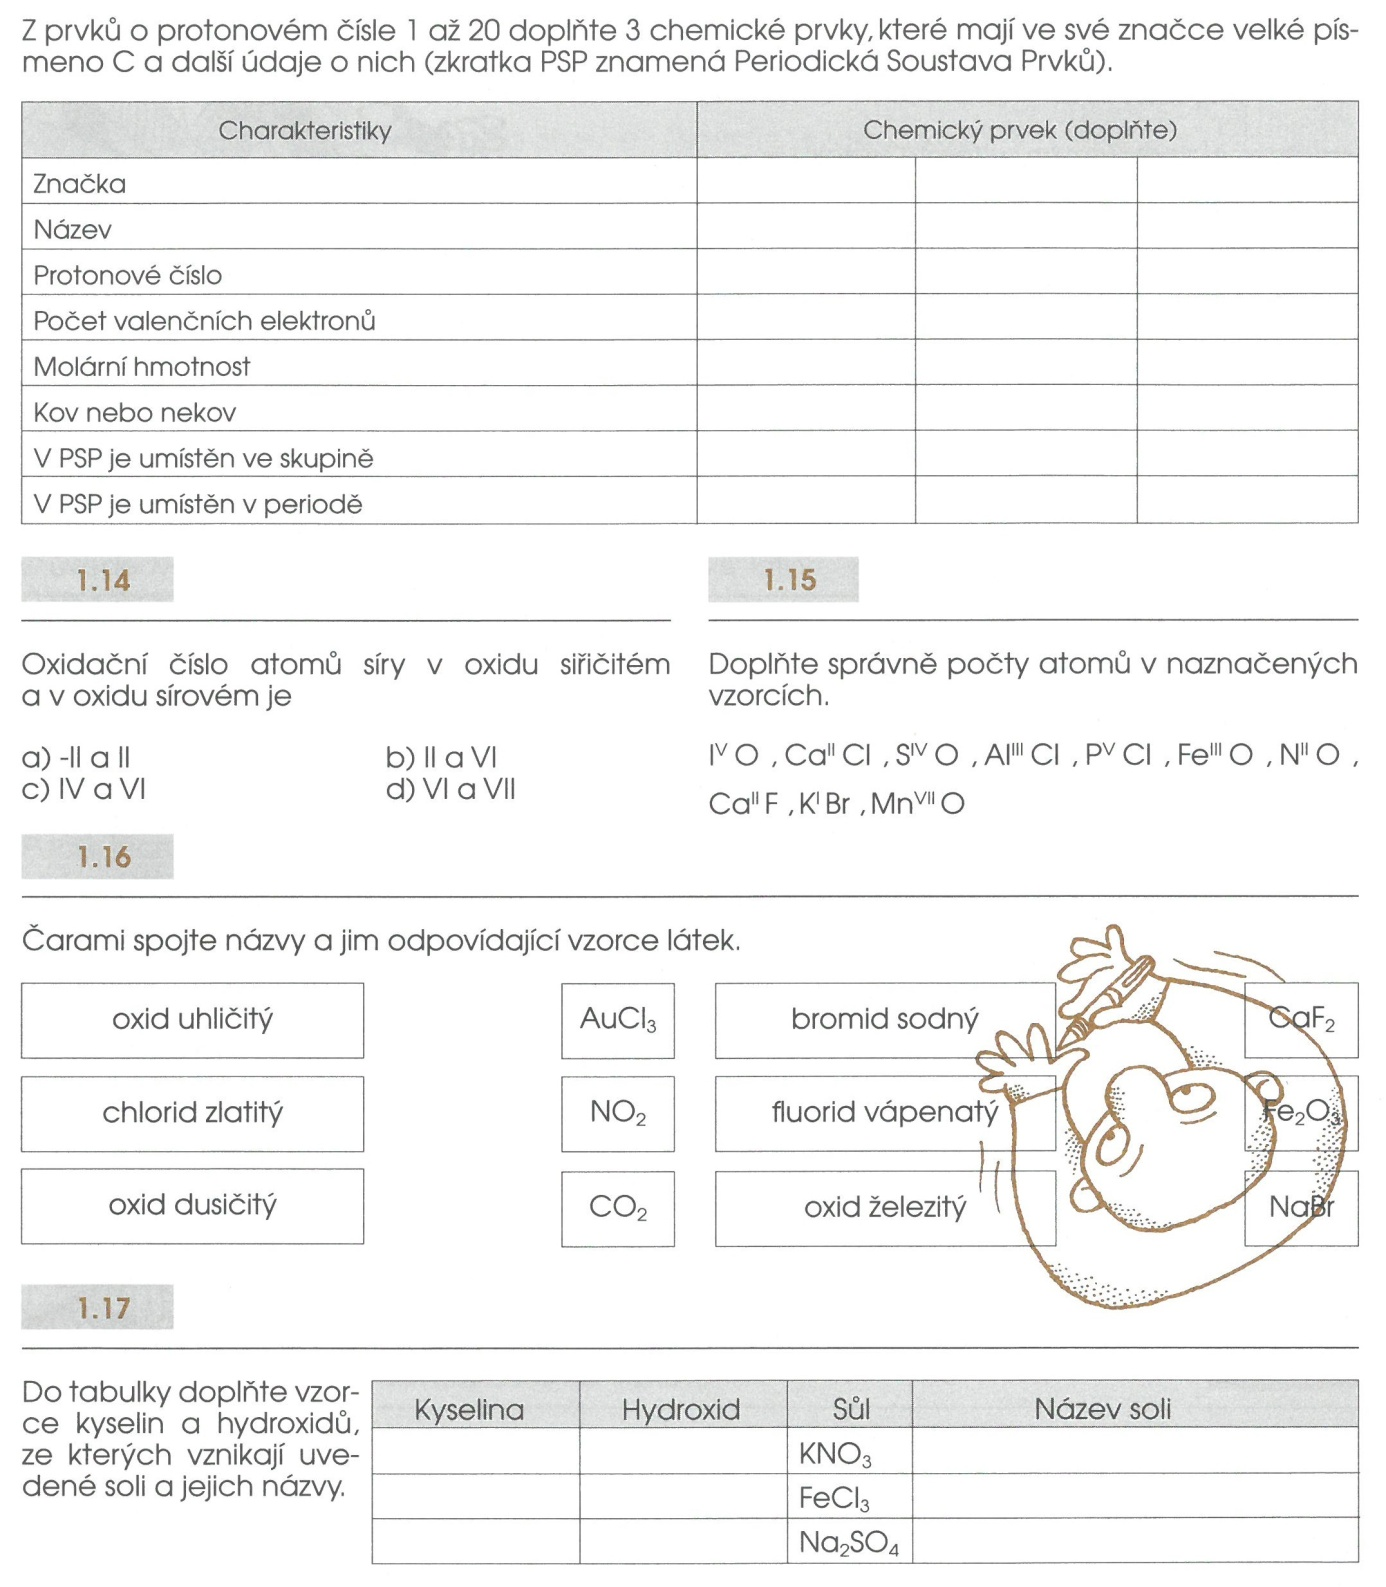 Z prvků o protonovém čísle 1 až 20 doplňte 3 chemické prvky, které mají ve své značce velké pís-
meno C a další údaje o nich (zkratka PSP znamená Periodická Soustava Prvků).
Charakteristiky Chemický prvek (doplňte)
Značka
Název
Protonové číslo
Počet valenčních elektronů
Molární hmotnost
Kov nebo nekov
V PSP je umístěn ve skupině
V PSP je umístěn v periodě
1.14
Oxidační číslo atomů síry v oxidu siřičitém
a v oxidu sírovém je
a) -II a II b) II a VI
c) IV a VI d) VI a VII
1.15
Doplňte správně počty atomů v naznačených
vzorcích.
Iⱽ O , Caᴵᴵ Cl , Sᴵⱽ O , Alᴵᴵᴵ Cl , Pⱽ Cl , Feᴵᴵᴵ O , Nᴵᴵ O ,
Caᴵᴵ F , Kᴵ Br , Mnⱽᴵᴵ O
1.16
Čarami spojte názvy a jim odpovídající vzorce látek.
oxid uhličitý AuCl₃ bromid sodný CaF₂
chlorid zlatitý NO₂ fluorid vápenatý Fe₂O₃
oxid dusičitý CO₂ oxid železitý NaBr
1.17
Do tabulky doplňte vzor-
ce kyselin a hydroxidů,
ze kterých vznikají uve-
dené soli a jejich názvy.
Kyselina Hydroxid Sůl Název soli
KNO₃
FeCl₃
Na₂SO₄